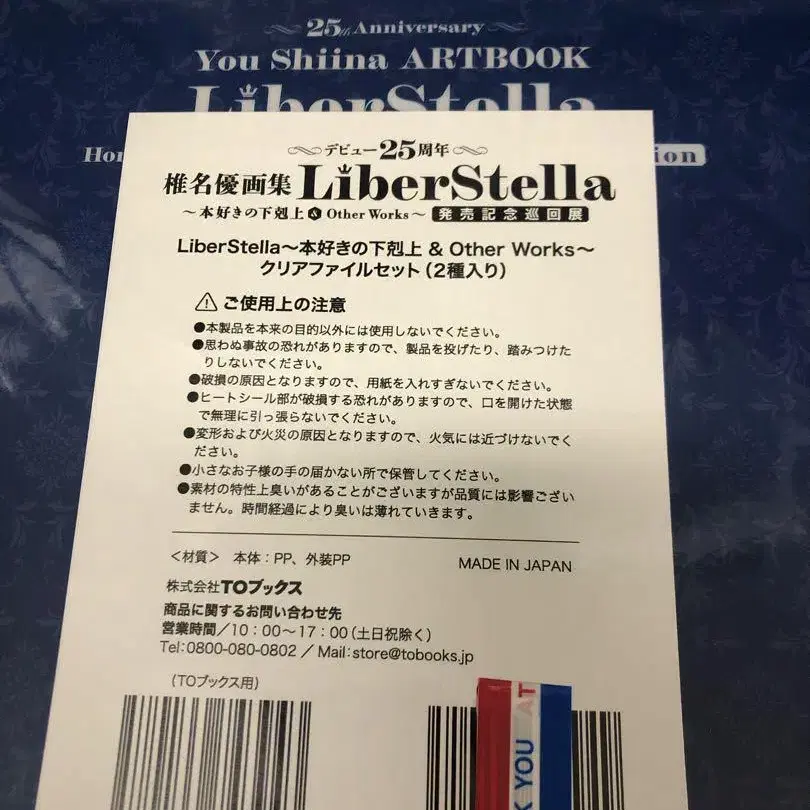 25th Anniversary
You Shiina ARTBOOK
LiberStella
Hon
ion
デビュー25周年
椎名優画集 LiberStella
〜本好きの下剋上 & Other Works〜 発売記念巡回展
LiberStella〜本好きの下剋上 & Other Works〜
クリアファイルセット（2種入り）
⚠ ご使用上の注意
●本製品を本来の目的以外には使用しないでください。
●思わぬ事故の恐れがありますので、製品を投げたり、踏みつけた
りしないでください。
●破損の原因となりますので、用紙を入れすぎないでください。
●ヒートシール部が破損する恐れがありますので、口を開けた状態
で無理に引っ張らないでください。
●変形および火災の原因となりますので、火気には近づけないでく
ださい。
●小さなお子様の手の届かない所で保管してください。
●素材の特性上臭いがあることがございますが品質には影響ござい
ません。時間経過により臭いは薄れていきます。
＜材質＞ 本体：PP、外装PP
MADE IN JAPAN
株式会社TOブックス
商品に関するお問い合わせ先
営業時間／10：00〜17：00（土日祝除く）
Tel：0800-080-0802 ／ Mail：store@tobooks.jp
（TOブックス用）
K YOU AT